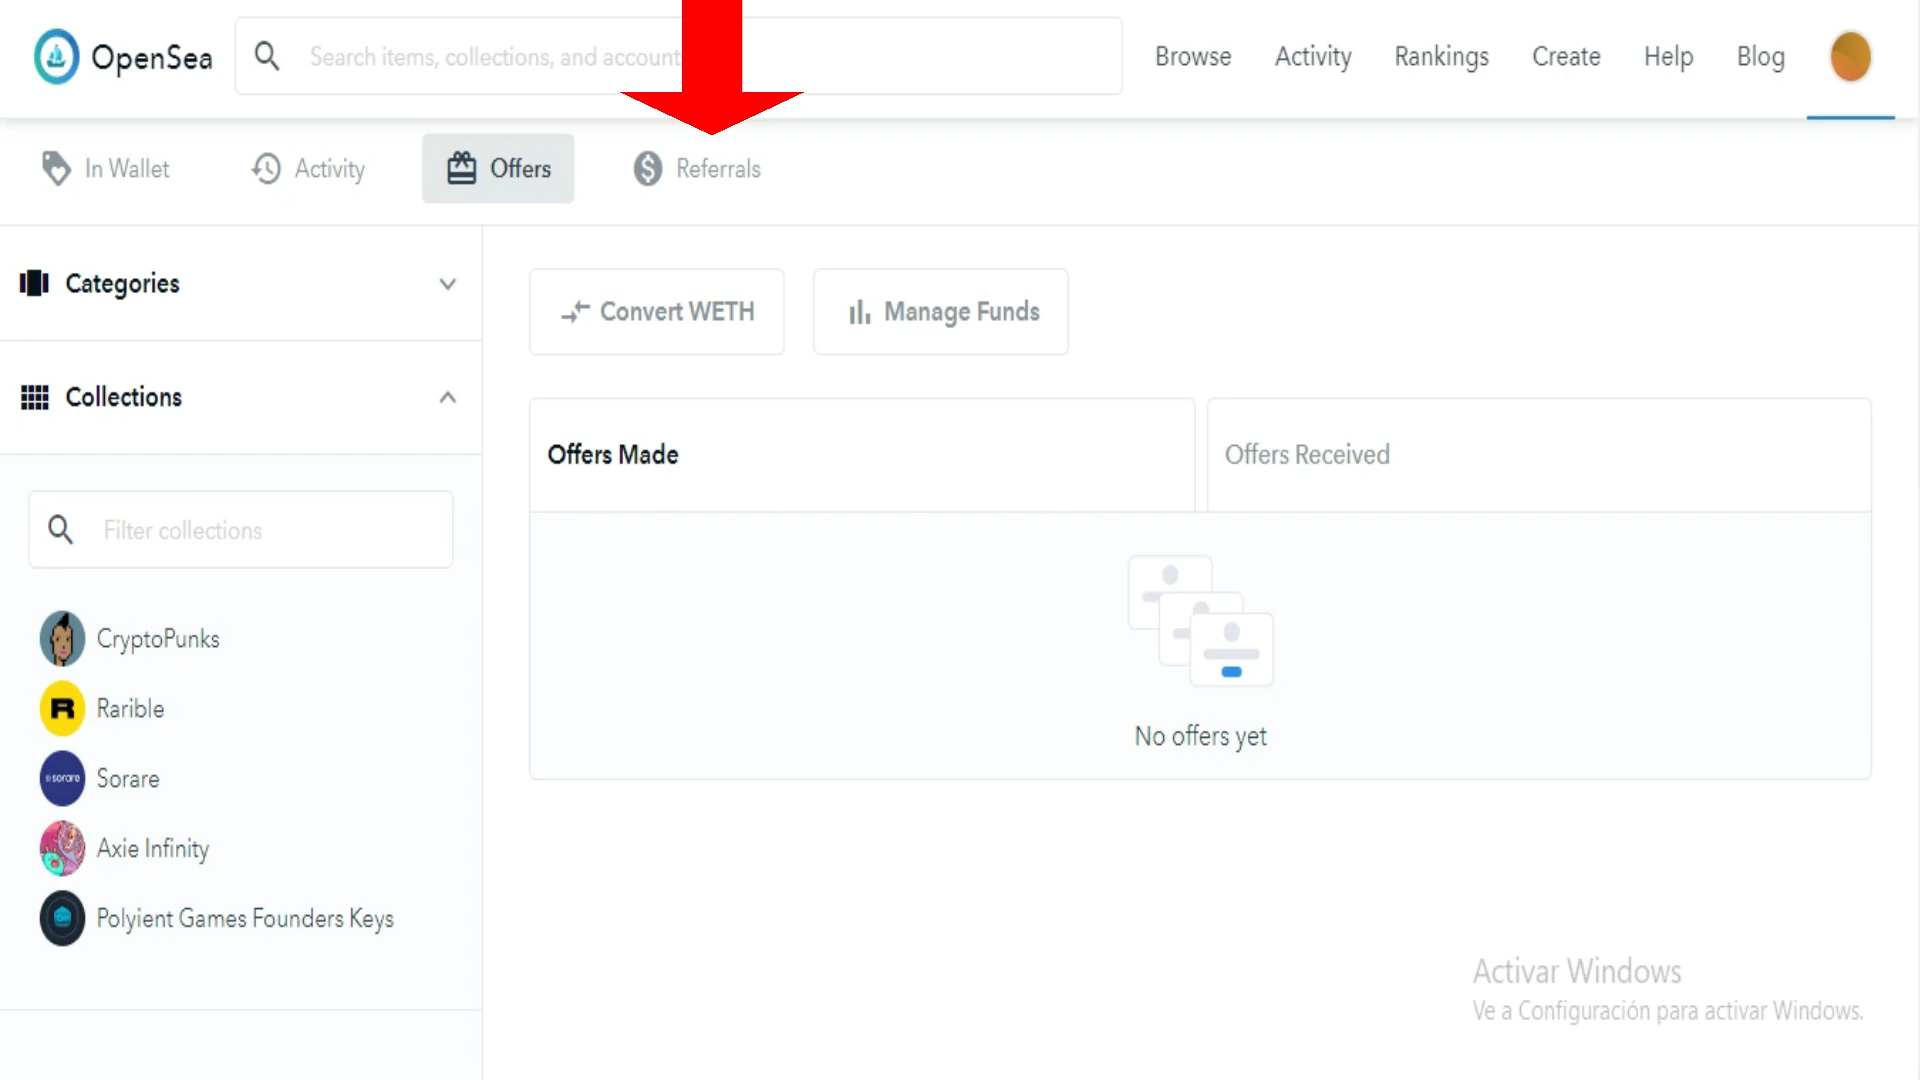 OpenSea
Search items, collections, and account
Browse
Activity
Rankings
Create
Help
Blog
In Wallet
Activity
Offers
Referrals
Categories
Collections
Filter collections
CryptoPunks
Rarible
sorare
Sorare
Axie Infinity
Polyient Games Founders Keys
Convert WETH
Manage Funds
Offers Made
Offers Received
No offers yet
Activar Windows
Ve a Configuración para activar Windows.